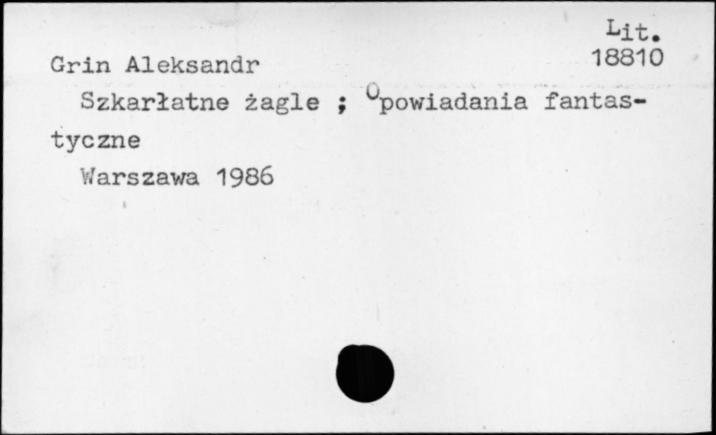 Lit.
18810
Grin Aleksandr
Szkarłatne żagle ; Opowiadania fantas-
tyczne
Warszawa 1986